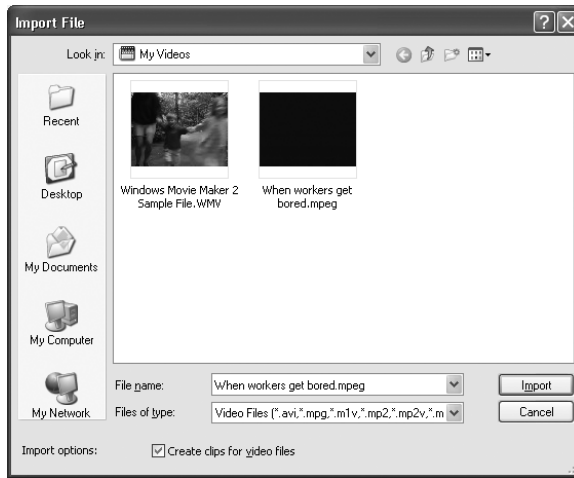 Import File
Look in: My Videos
Recent
Desktop
My Documents
My Computer
My Network
Windows Movie Maker 2
Sample File.WMV
When workers get
bored.mpeg
File name: When workers get bored.mpeg Import
Files of type: Video Files (*.avi,*.mpg,*.m1v,*.mp2,*.mp2v,*.m Cancel
Import options: Create clips for video files